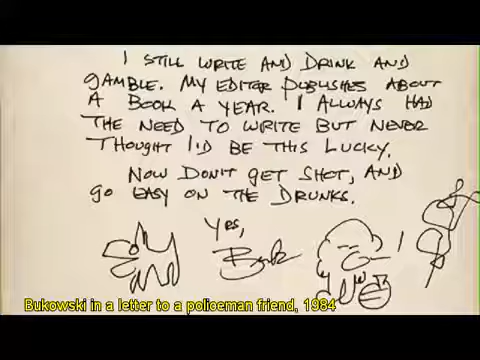 I STILL WRITE AND DRINK AND
GAMBLE. MY EDITOR PUBLISHES ABOUT
A BOOK A YEAR. I ALWAYS HAD
THE NEED TO WRITE BUT NEVER
THOUGHT I'D BE THIS LUCKY.
NOW DON'T GET SHOT, AND
GO EASY ON THE DRUNKS.
YES,
Buk
Bukowski in a letter to a policeman friend, 1984